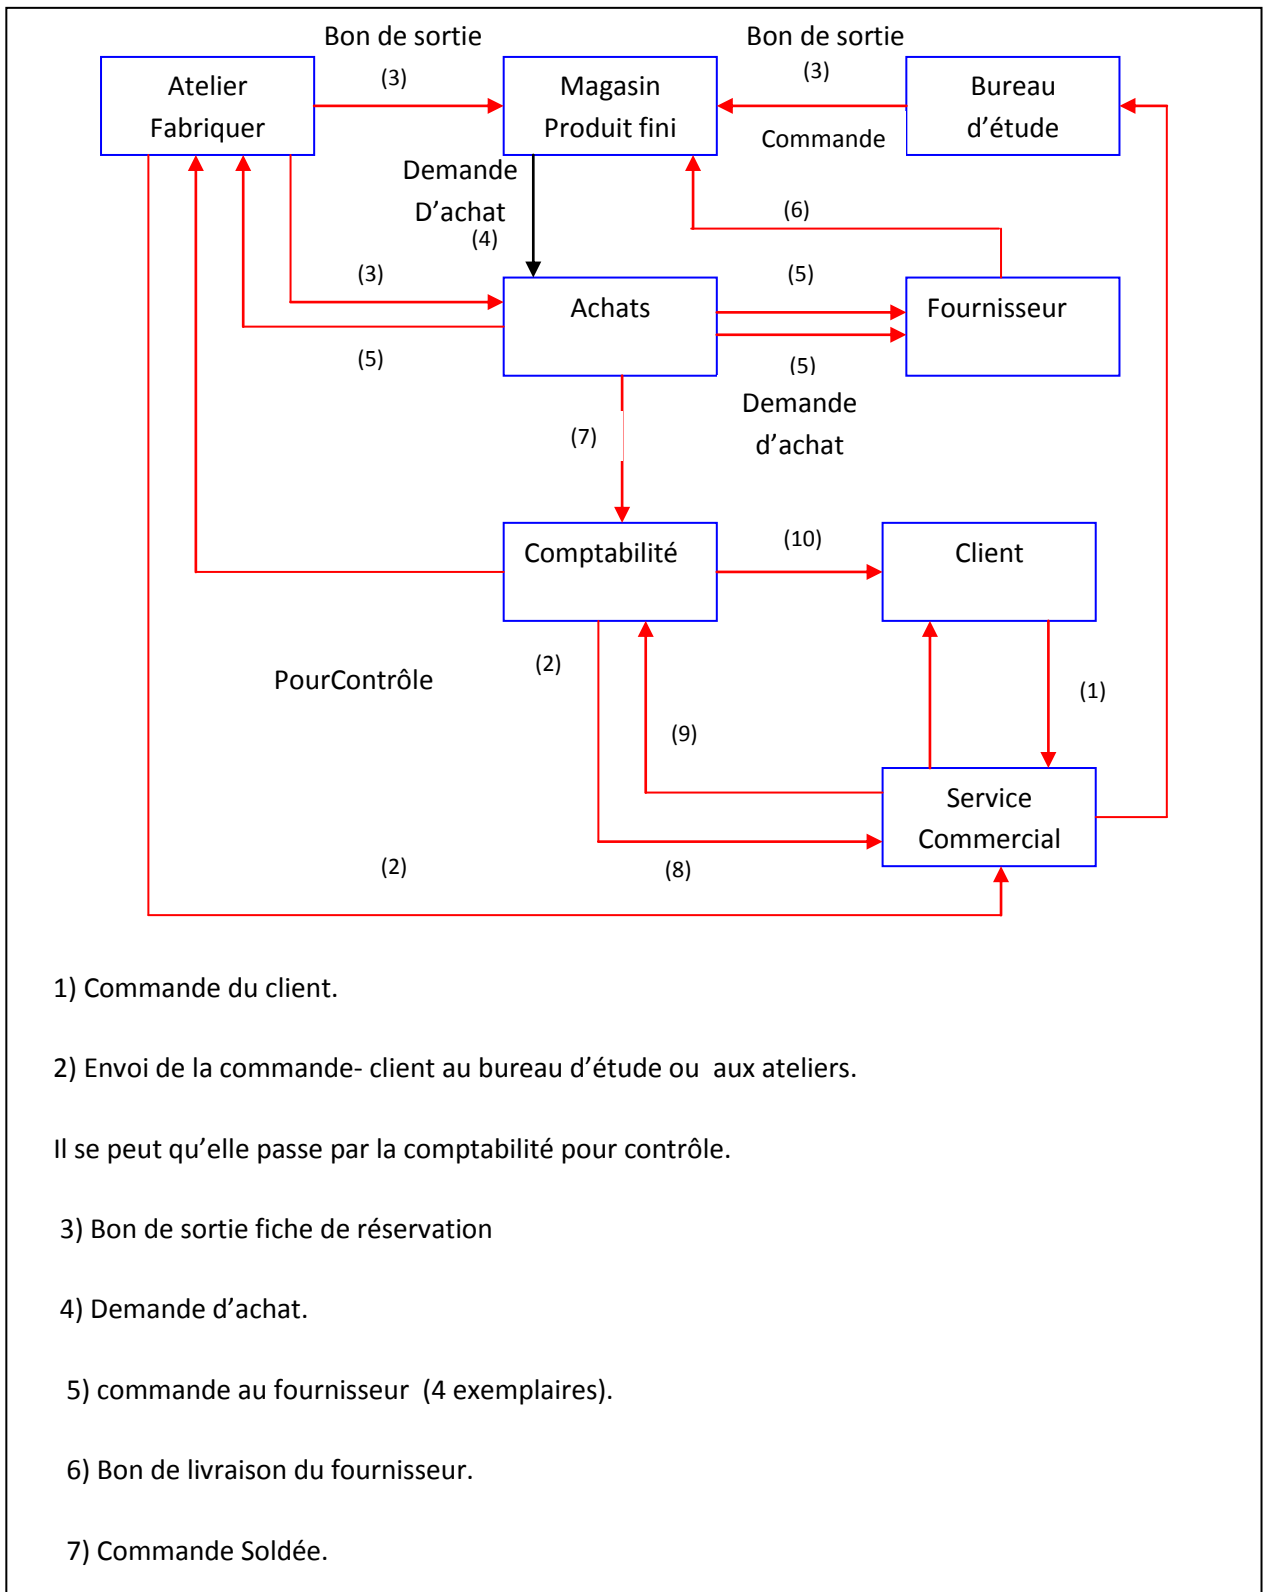 Bon de sortie
Bon de sortie
(3)
(3)
Atelier
Fabriquer
Magasin
Produit fini
Bureau
d’étude
Commande
Demande
D’achat
(4)
(6)
(3)
(5)
Achats
Fournisseur
(5)
(5)
Demande
d’achat
(7)
Comptabilité
(10)
Client
(2)
PourContrôle
(1)
(9)
Service
Commercial
(2)
(8)
1) Commande du client.
2) Envoi de la commande- client au bureau d’étude ou  aux ateliers.
Il se peut qu’elle passe par la comptabilité pour contrôle.
3) Bon de sortie fiche de réservation
4) Demande d’achat.
5) commande au fournisseur  (4 exemplaires).
6) Bon de livraison du fournisseur.
7) Commande Soldée.